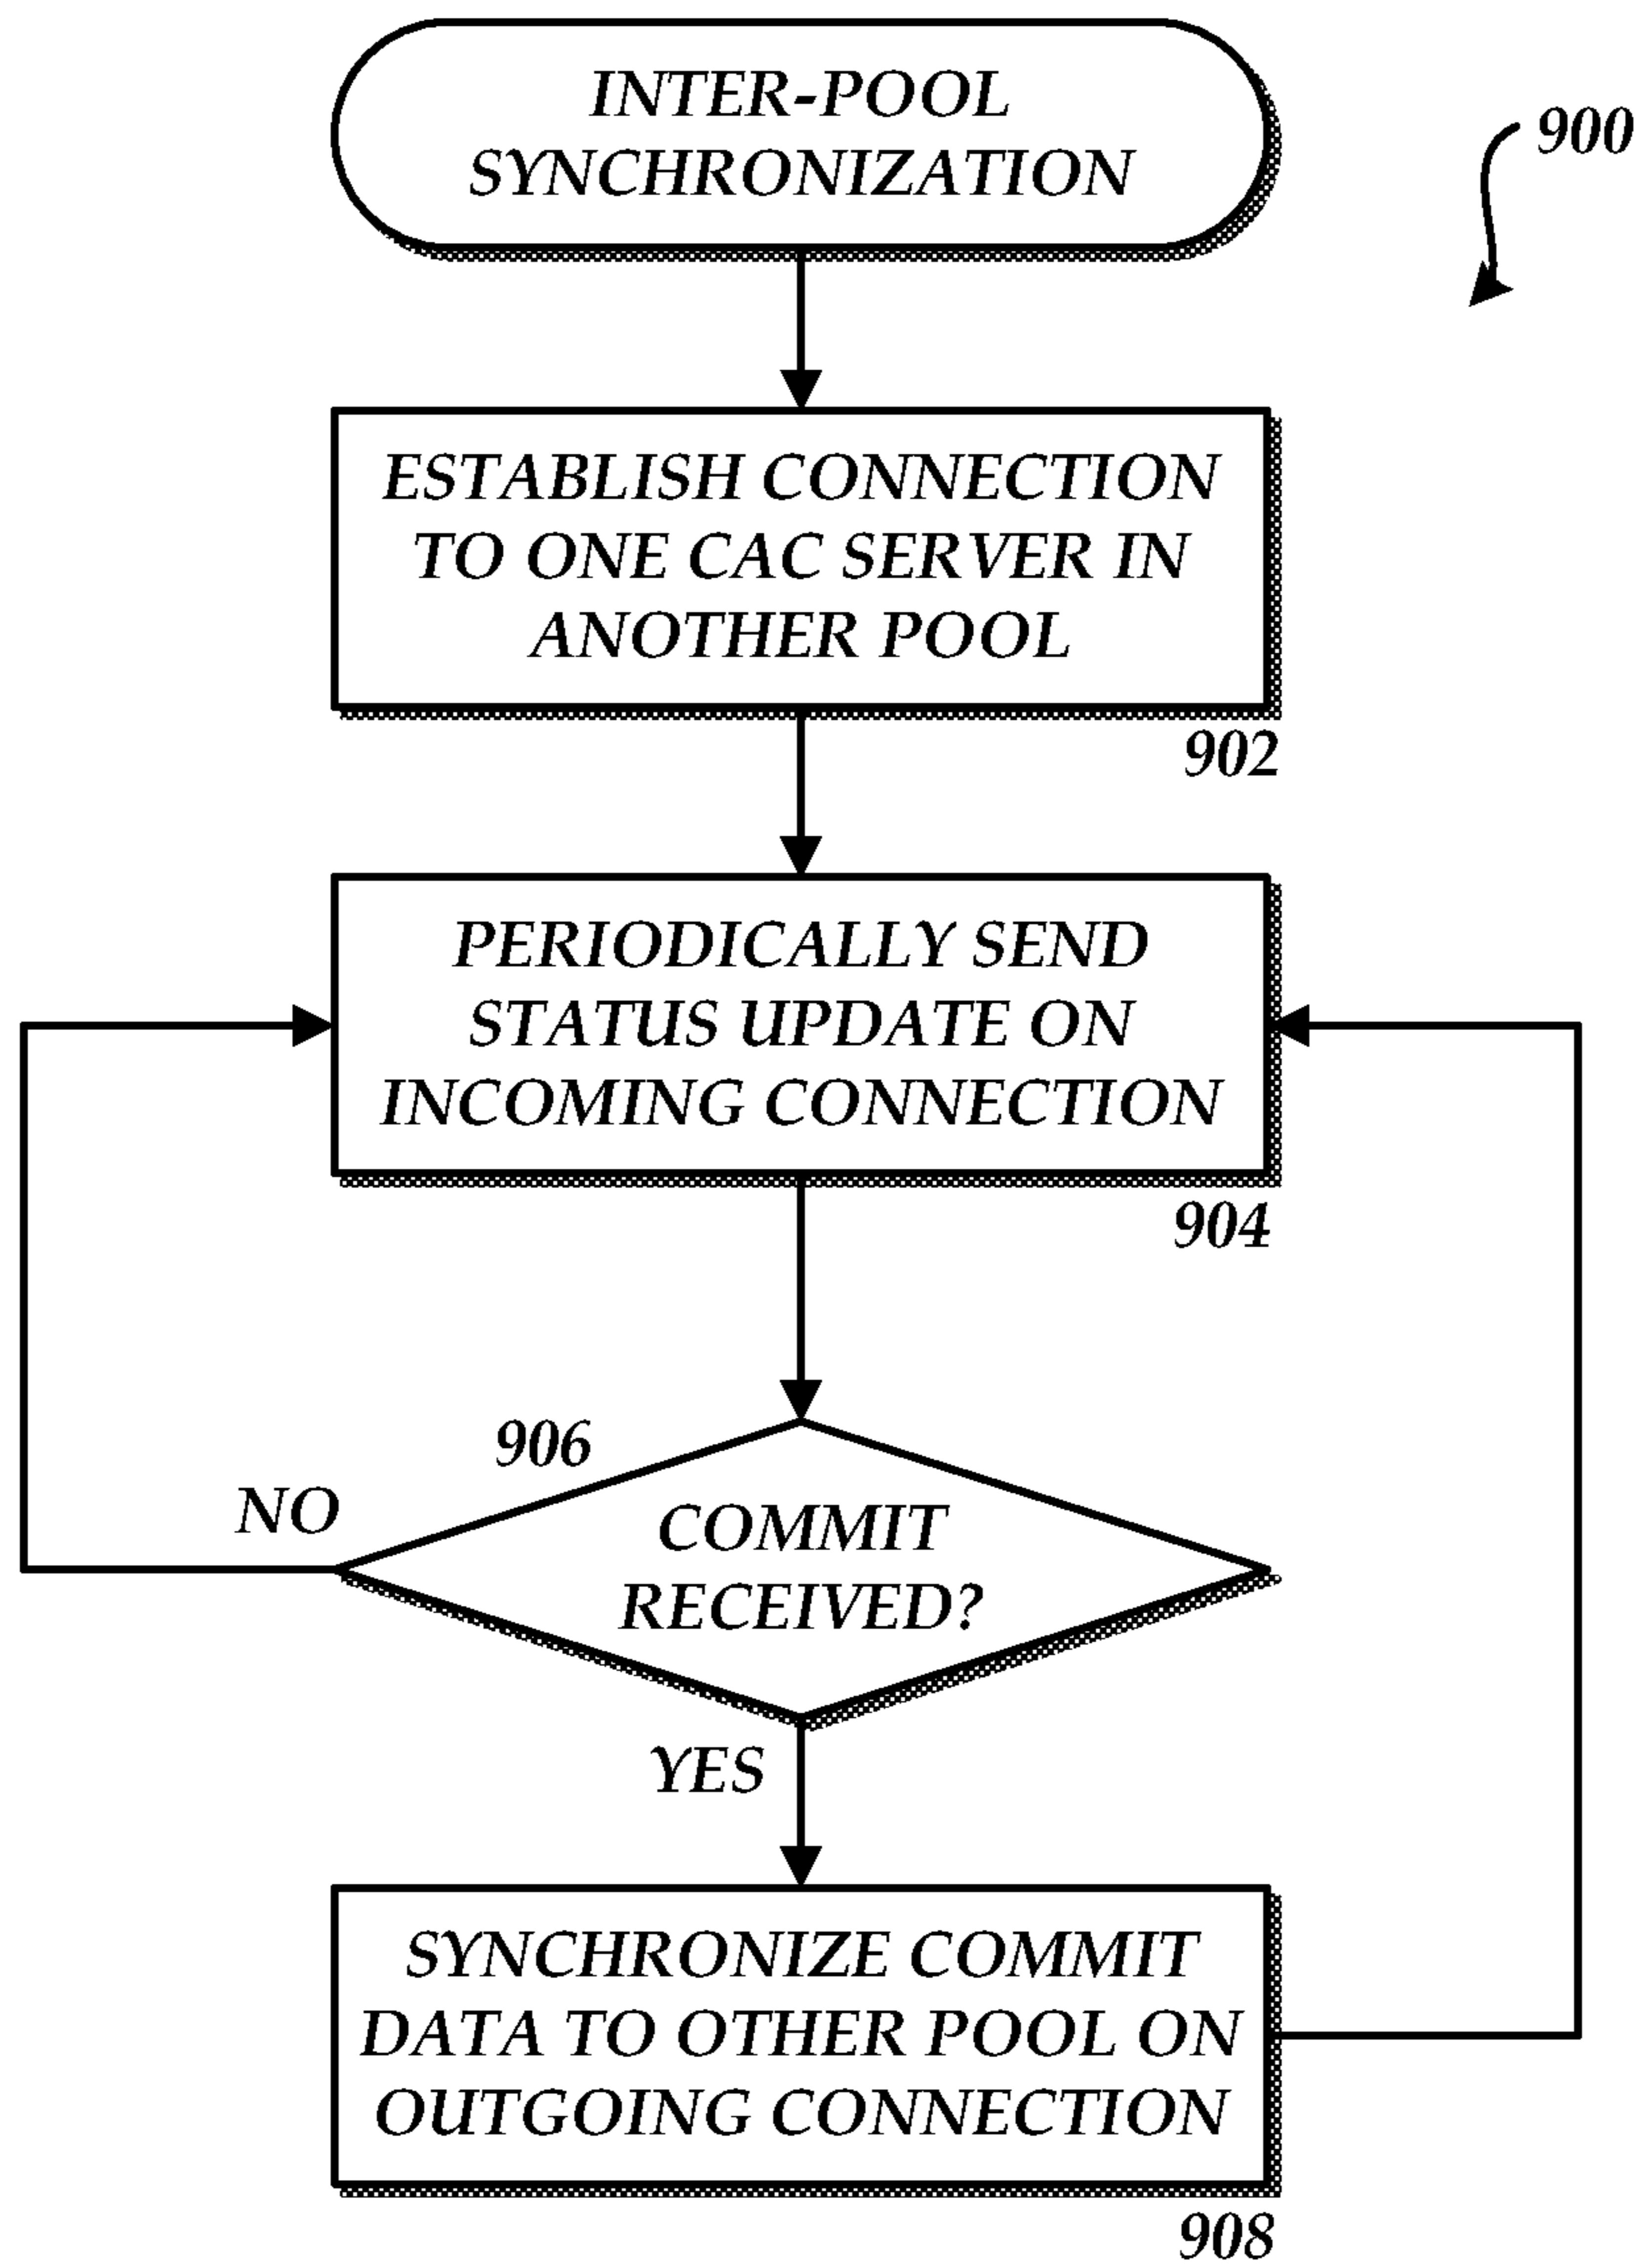 INTER-POOL
SYNCHRONIZATION
900
ESTABLISH CONNECTION
TO ONE CAC SERVER IN
ANOTHER POOL
902
PERIODICALLY SEND
STATUS UPDATE ON
INCOMING CONNECTION
904
906
NO
COMMIT
RECEIVED?
YES
SYNCHRONIZE COMMIT
DATA TO OTHER POOL ON
OUTGOING CONNECTION
908